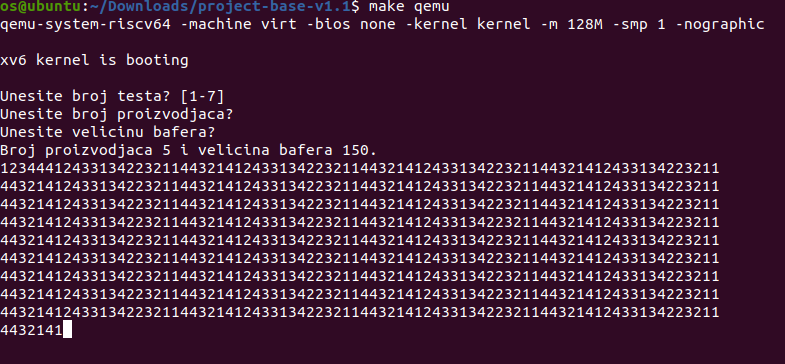 os@ubuntu:~/Downloads/project-base-v1.1$ make qemu
qemu-system-riscv64 -machine virt -bios none -kernel kernel -m 128M -smp 1 -nographic
xv6 kernel is booting
Unesite broj testa? [1-7]
Unesite broj proizvodjaca?
Unesite velicinu bafera?
Broj proizvodjaca 5 i velicina bafera 150.
12344412433134223211443214124331342232114432141243313422321144321412433134223211
44321412433134223211443214124331342232114432141243313422321144321412433134223211
44321412433134223211443214124331342232114432141243313422321144321412433134223211
44321412433134223211443214124331342232114432141243313422321144321412433134223211
44321412433134223211443214124331342232114432141243313422321144321412433134223211
44321412433134223211443214124331342232114432141243313422321144321412433134223211
44321412433134223211443214124331342232114432141243313422321144321412433134223211
44321412433134223211443214124331342232114432141243313422321144321412433134223211
44321412433134223211443214124331342232114432141243313422321144321412433134223211
4432141